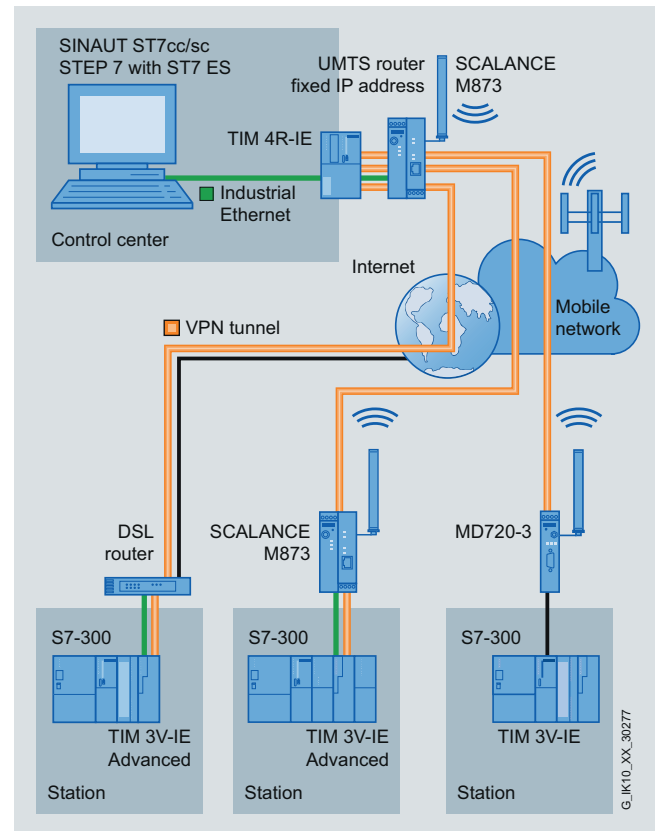 SINAUT ST7cc/sc
STEP 7 with ST7 ES
UMTS router
fixed IP address
SCALANCE
M873
TIM 4R-IE
Industrial
Ethernet
Control center
Internet
Mobile
network
VPN tunnel
DSL
router
SCALANCE
M873
MD720-3
S7-300
S7-300
S7-300
TIM 3V-IE
Advanced
TIM 3V-IE
Advanced
TIM 3V-IE
Station
Station
Station
G_IK10_XX_30277